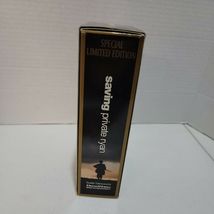 SPECIAL
LIMITED EDITION
saving private ryan